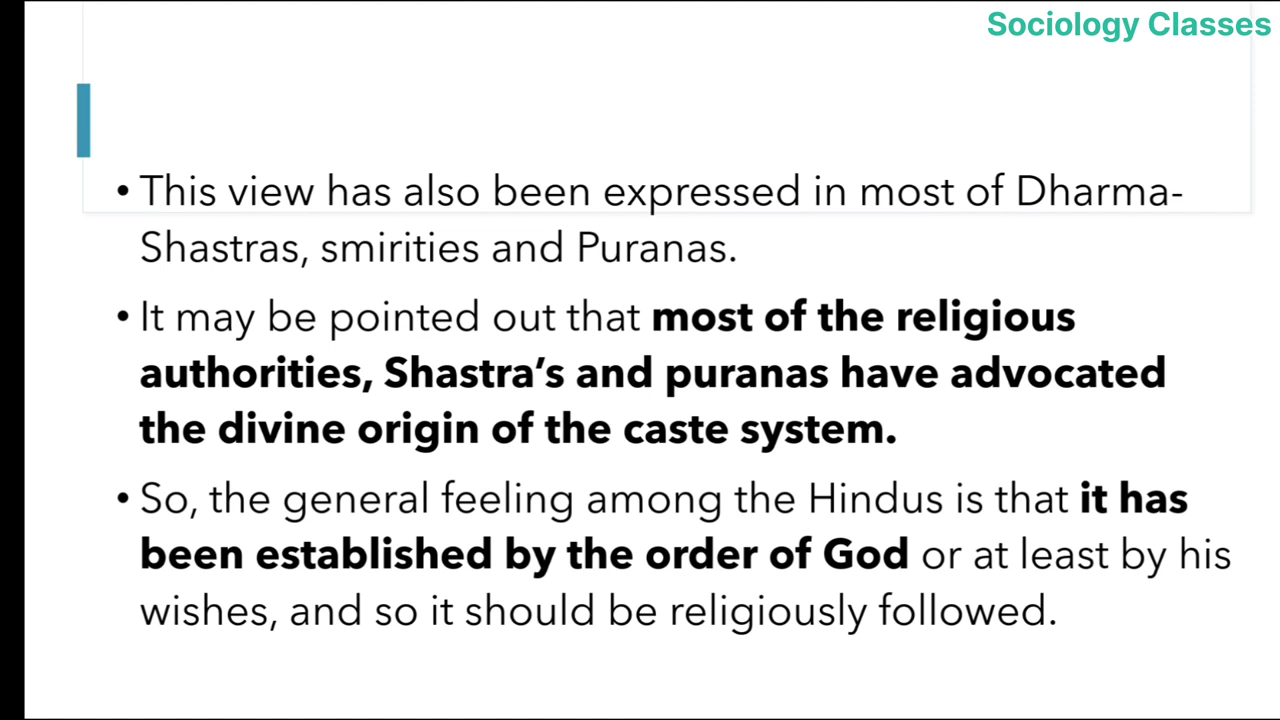 Sociology Classes
• This view has also been expressed in most of Dharma-
Shastras, smirities and Puranas.
• It may be pointed out that most of the religious
authorities, Shastra’s and puranas have advocated
the divine origin of the caste system.
• So, the general feeling among the Hindus is that it has
been established by the order of God or at least by his
wishes, and so it should be religiously followed.